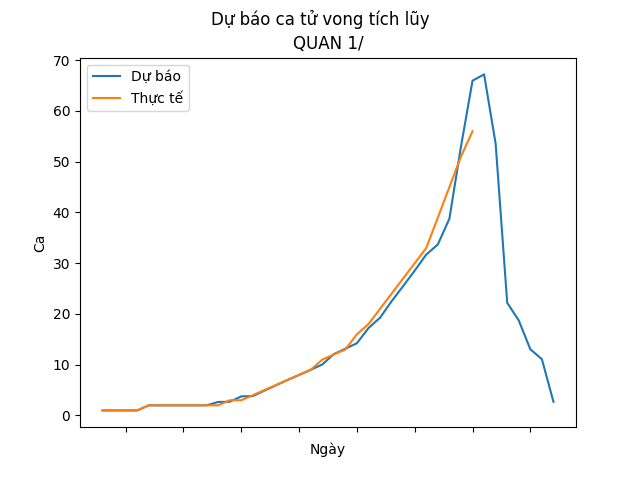 Dự báo ca tử vong tích lũy
QUAN 1/
Dự báo
Thực tế
70
60
50
40
30
20
10
0
Ca
Ngày